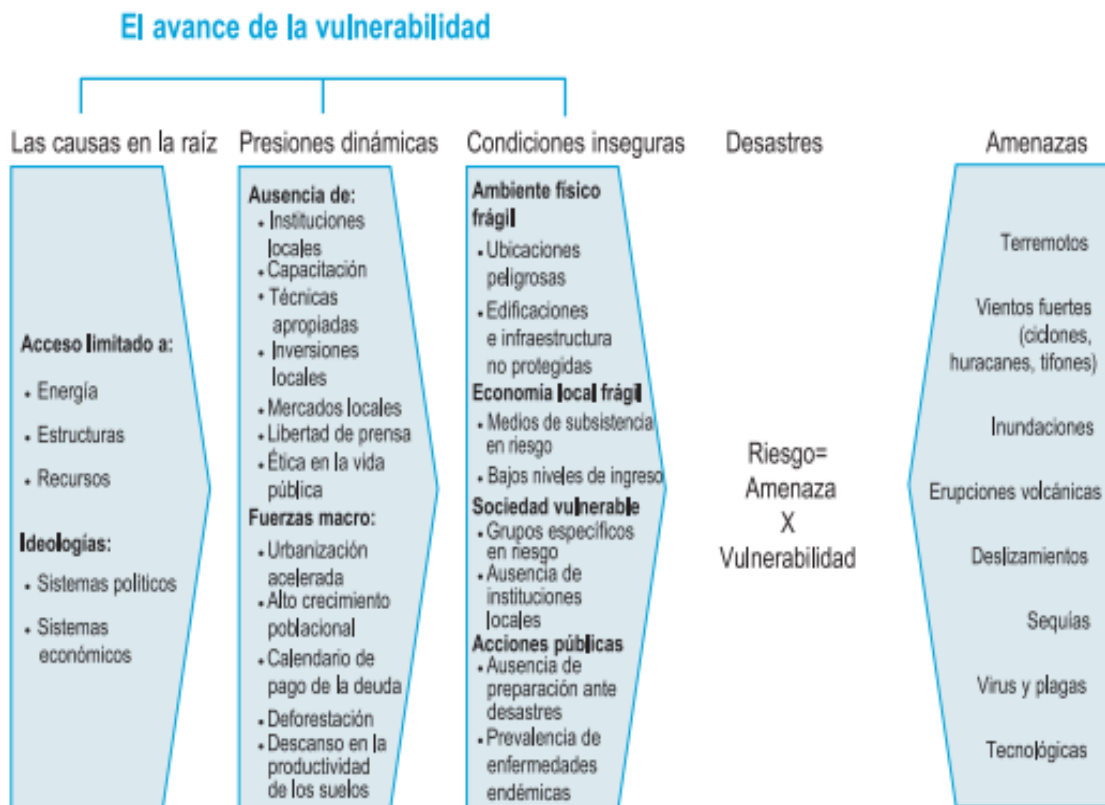 El avance de la vulnerabilidad
Las causas en la raíz
Acceso limitado a:
• Energía
• Estructuras
• Recursos
Ideologías:
• Sistemas políticos
• Sistemas
económicos
Presiones dinámicas
Ausencia de:
• Instituciones
locales
• Capacitación
• Técnicas
apropiadas
• Inversiones
locales
• Mercados locales
• Libertad de prensa
• Ética en la vida
pública
Fuerzas macro:
• Urbanización
acelerada
• Alto crecimiento
poblacional
• Calendario de
pago de la deuda
• Deforestación
• Descanso en la
productividad
de los suelos
Condiciones inseguras
Ambiente físico
frágil
• Ubicaciones
peligrosas
• Edificaciones
e infraestructura
no protegidas
Economía local frágil
• Medios de subsistencia
en riesgo
• Bajos niveles de ingreso
Sociedad vulnerable
• Grupos específicos
en riesgo
• Ausencia de
instituciones
locales
Acciones públicas
• Ausencia de
preparación ante
desastres
• Prevalencia de
enfermedades
endémicas
Desastres
Riesgo=
Amenaza
X
Vulnerabilidad
Amenazas
Terremotos
Vientos fuertes
(ciclones,
huracanes, tifones)
Inundaciones
Erupciones volcánicas
Deslizamientos
Sequías
Virus y plagas
Tecnológicas